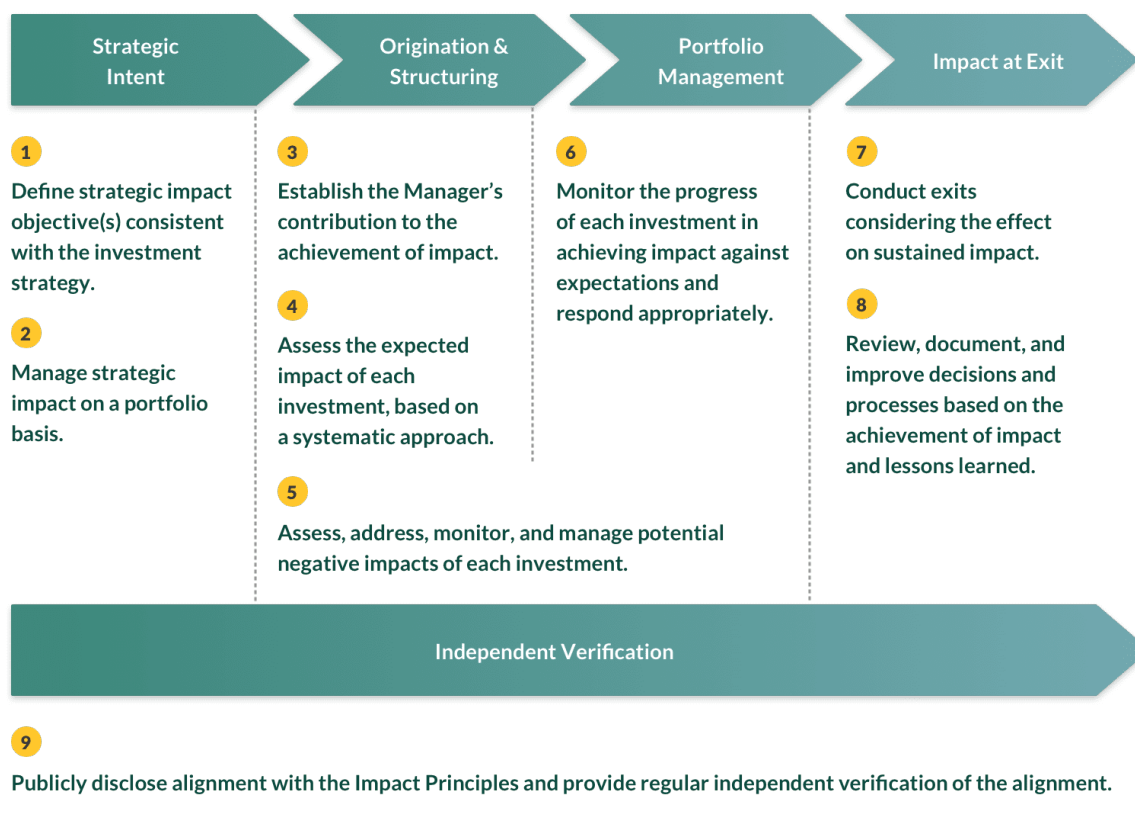 Strategic
Intent
Origination &
Structuring
Portfolio
Management
Impact at Exit
1
Define strategic impact
objective(s) consistent
with the investment
strategy.
2
Manage strategic
impact on a portfolio
basis.
3
Establish the Manager’s
contribution to the
achievement of impact.
4
Assess the expected
impact of each
investment, based on
a systematic approach.
5
Assess, address, monitor, and manage potential
negative impacts of each investment.
6
Monitor the progress
of each investment in
achieving impact against
expectations and
respond appropriately.
7
Conduct exits
considering the effect
on sustained impact.
8
Review, document, and
improve decisions and
processes based on the
achievement of impact
and lessons learned.
Independent Verification
9
Publicly disclose alignment with the Impact Principles and provide regular independent verification of the alignment.